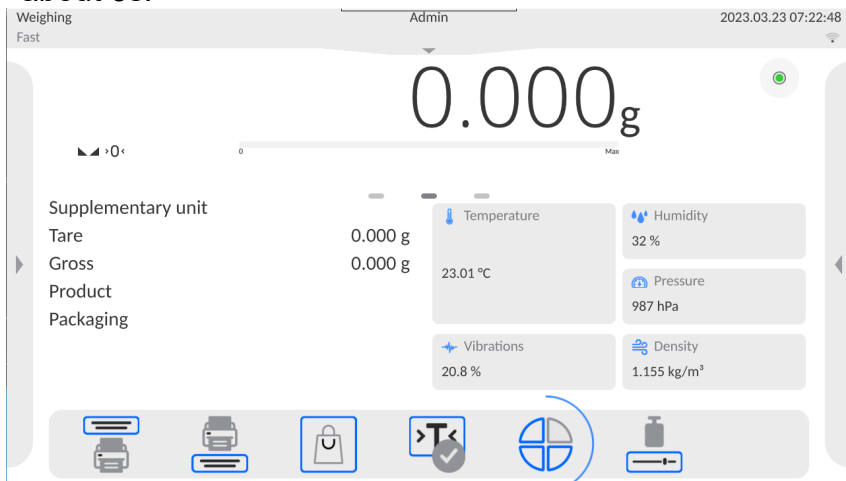 Weighing Admin 2023.03.23 07:22:48
Fast
0.000g
>0< 0 Max
Supplementary unit
Tare 0.000 g
Gross 0.000 g
Product
Packaging
Temperature
23.01 °C
Humidity
32 %
Pressure
987 hPa
Vibrations
20.8 %
Density
1.155 kg/m³
>T<